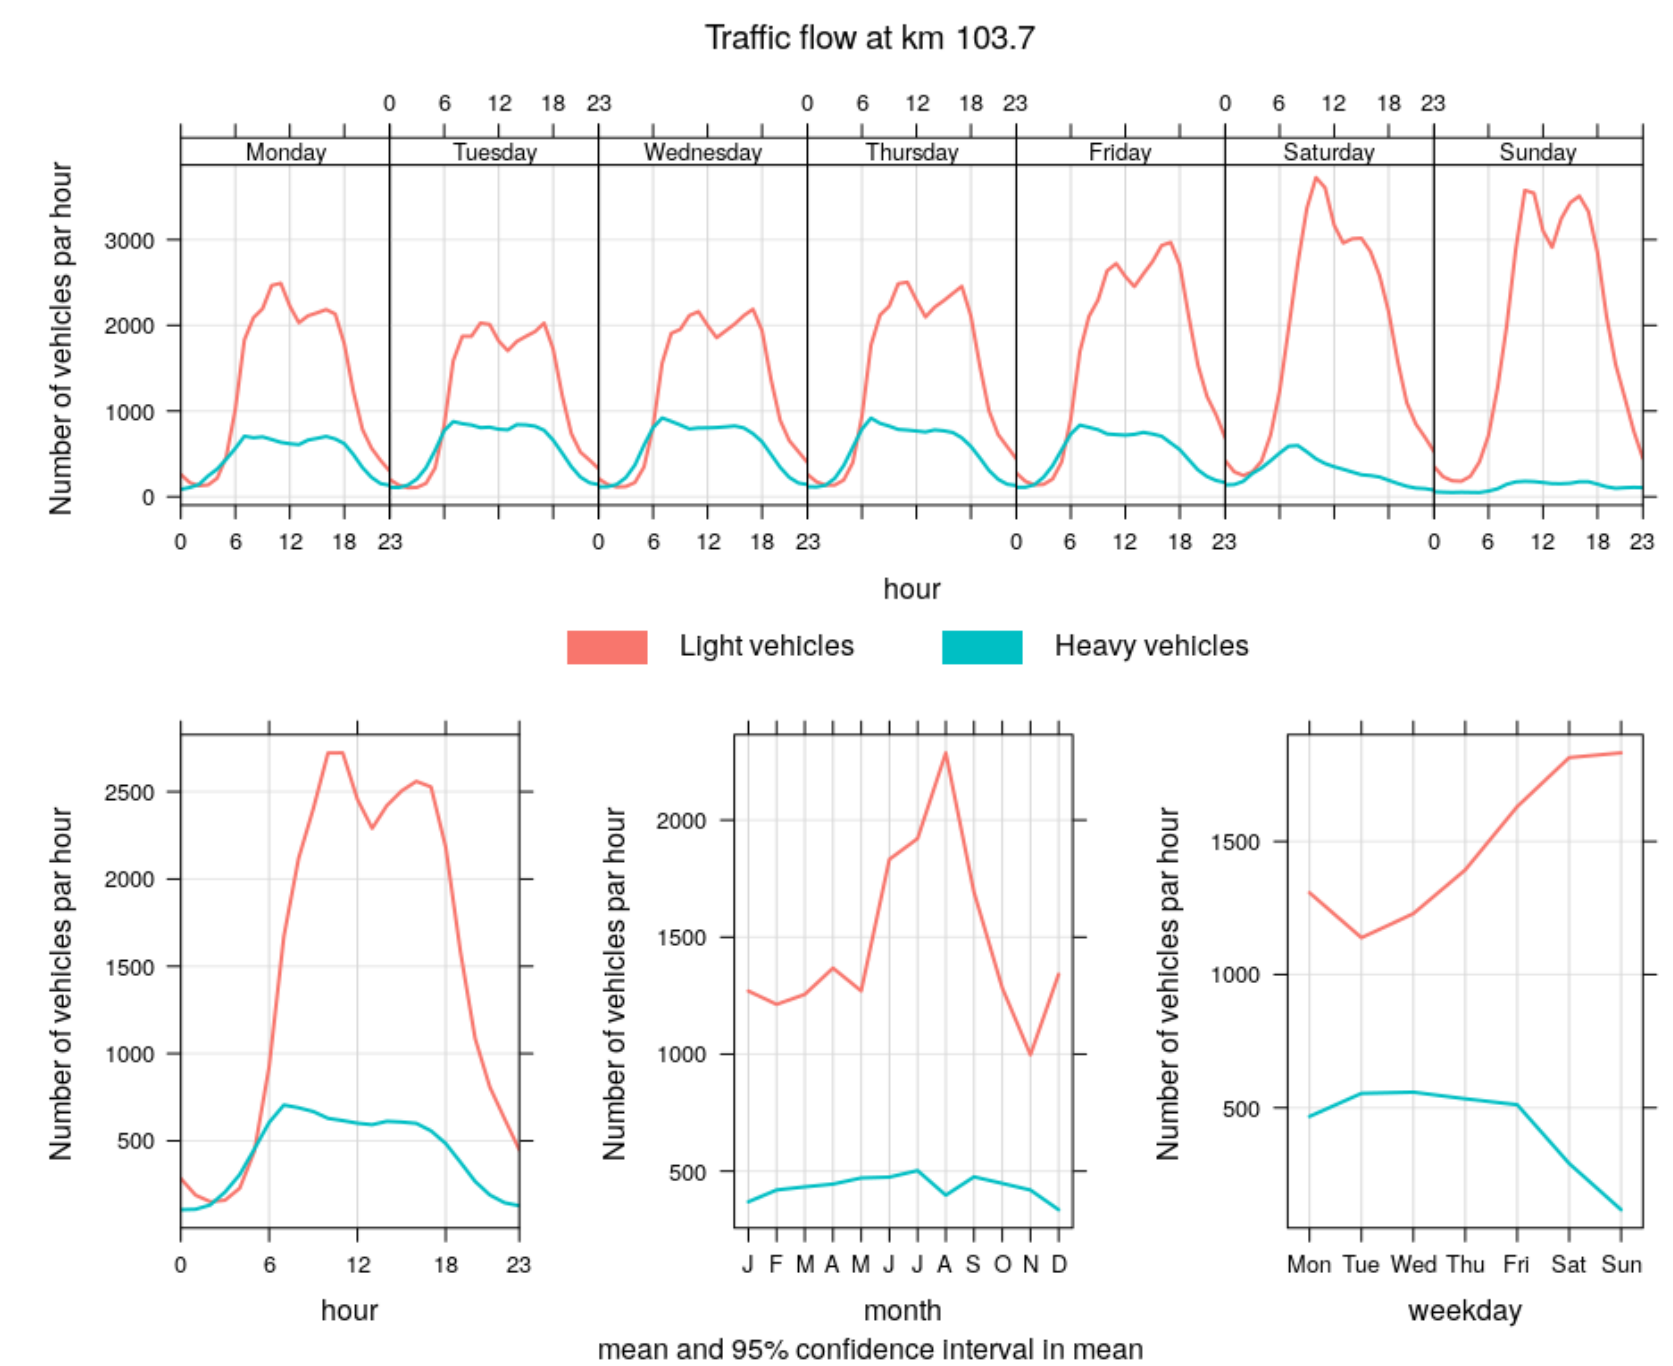 Traffic flow at km 103.7
0 6 12 18 23 0 6 12 18 23 0 6 12 18 23
Monday Tuesday Wednesday Thursday Friday Saturday Sunday
Number of vehicles par hour
3000
2000
1000
0
0 6 12 18 23 0 6 12 18 23 0 6 12 18 23 0 6 12 18 23
hour
Light vehicles Heavy vehicles
Number of vehicles par hour
2500
2000
1500
1000
500
0 6 12 18 23
hour
Number of vehicles par hour
2000
1500
1000
500
J F M A M J J A S O N D
month
Number of vehicles par hour
1500
1000
500
Mon Tue Wed Thu Fri Sat Sun
weekday
mean and 95% confidence interval in mean